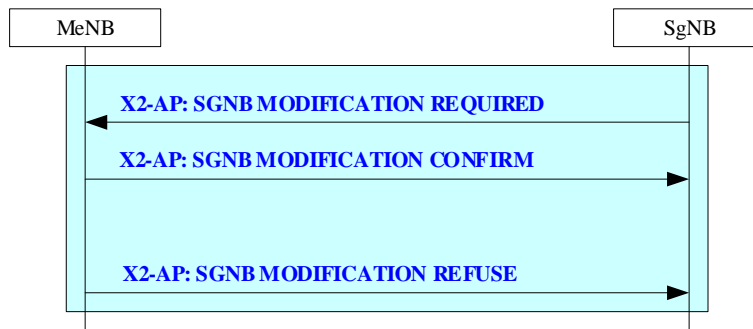 MeNB
SgNB
X2-AP: SGNB MODIFICATION REQUIRED
X2-AP: SGNB MODIFICATION CONFIRM
X2-AP: SGNB MODIFICATION REFUSE